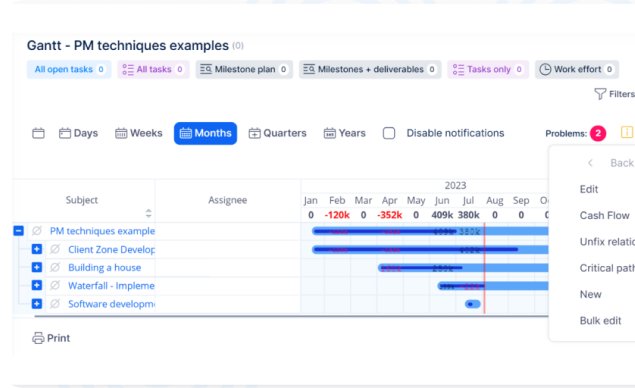 Gantt - PM techniques examples (0)
All open tasks 0 All tasks 0 Milestone plan 0 Milestones + deliverables 0 Tasks only 0 Work effort 0
Filters
Days Weeks Months Quarters Years Disable notifications Problems: 2
Back
Edit
Cash Flow
Unfix relatio
Critical path
New
Bulk edit
2023
Subject Assignee Jan Feb Mar Apr May Jun Jul Aug Sep O
0 -120k 0 -352k 0 409k 380k 0 0 0
PM techniques example
Client Zone Develop
Building a house
Waterfall - Impleme
Software developm
Print